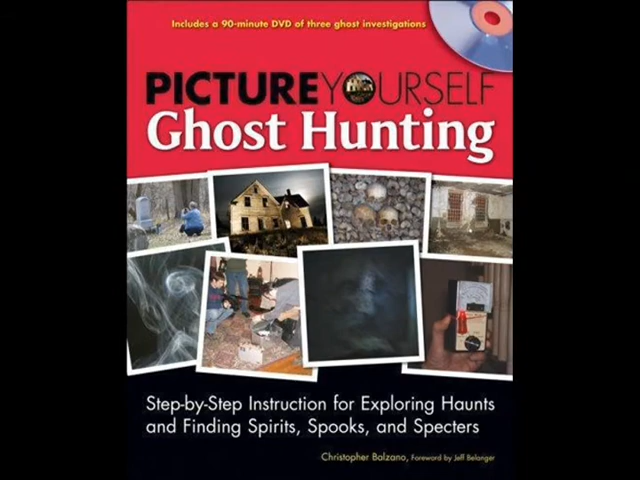 Includes a 90-minute DVD of three ghost investigations
PICTURE YOURSELF
Ghost Hunting
Step-by-Step Instruction for Exploring Haunts
and Finding Spirits, Spooks, and Specters
Christopher Balzano, Foreword by Jeff Belanger